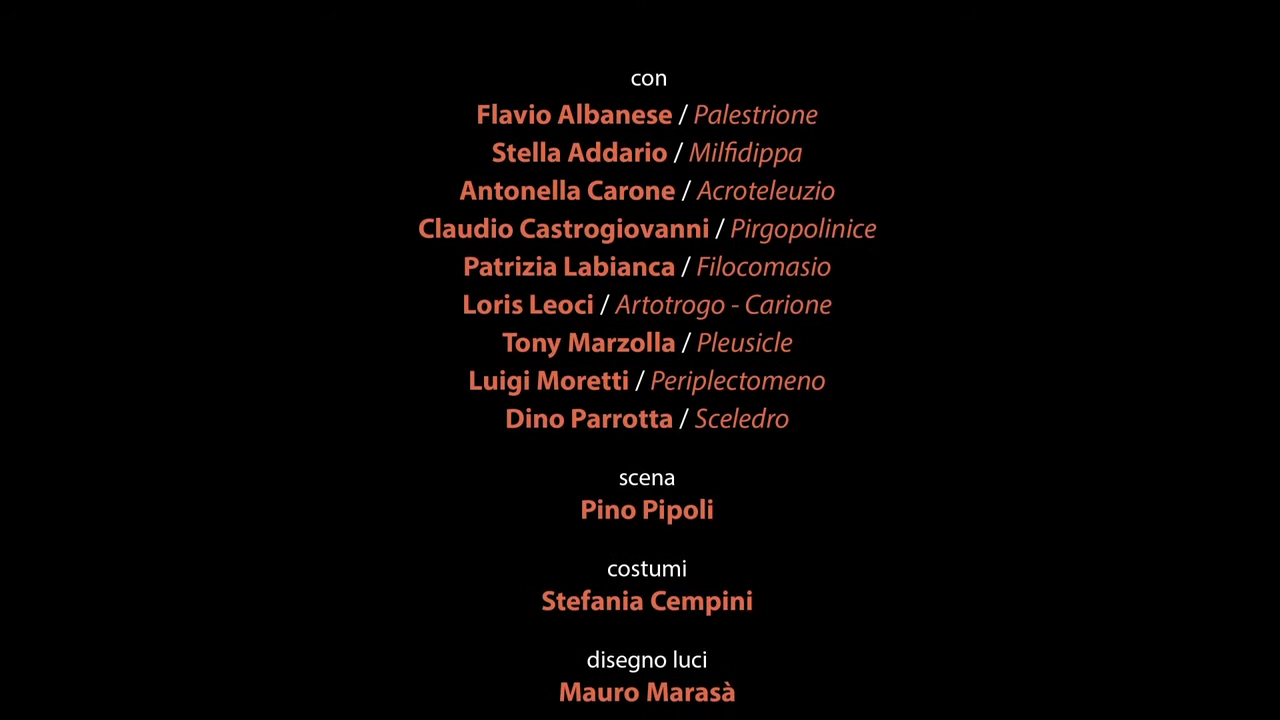 con
Flavio Albanese / Palestrione
Stella Addario / Milfidippa
Antonella Carone / Acroteleuzio
Claudio Castrogiovanni / Pirgopolinice
Patrizia Labianca / Filocomasio
Loris Leoci / Artotrogo - Carione
Tony Marzolla / Pleusicle
Luigi Moretti / Periplectomeno
Dino Parrotta / Sceledro
scena
Pino Pipoli
costumi
Stefania Cempini
disegno luci
Mauro Marasà